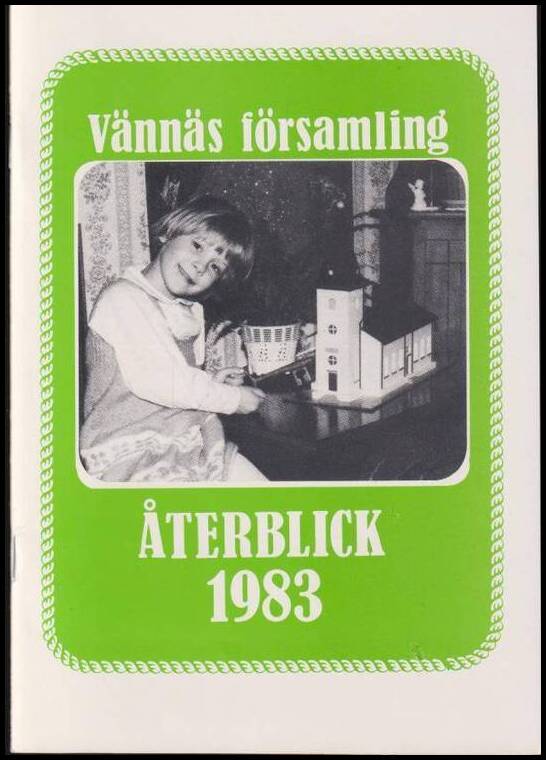 Vännäs församling
ÅTERBLICK
1983